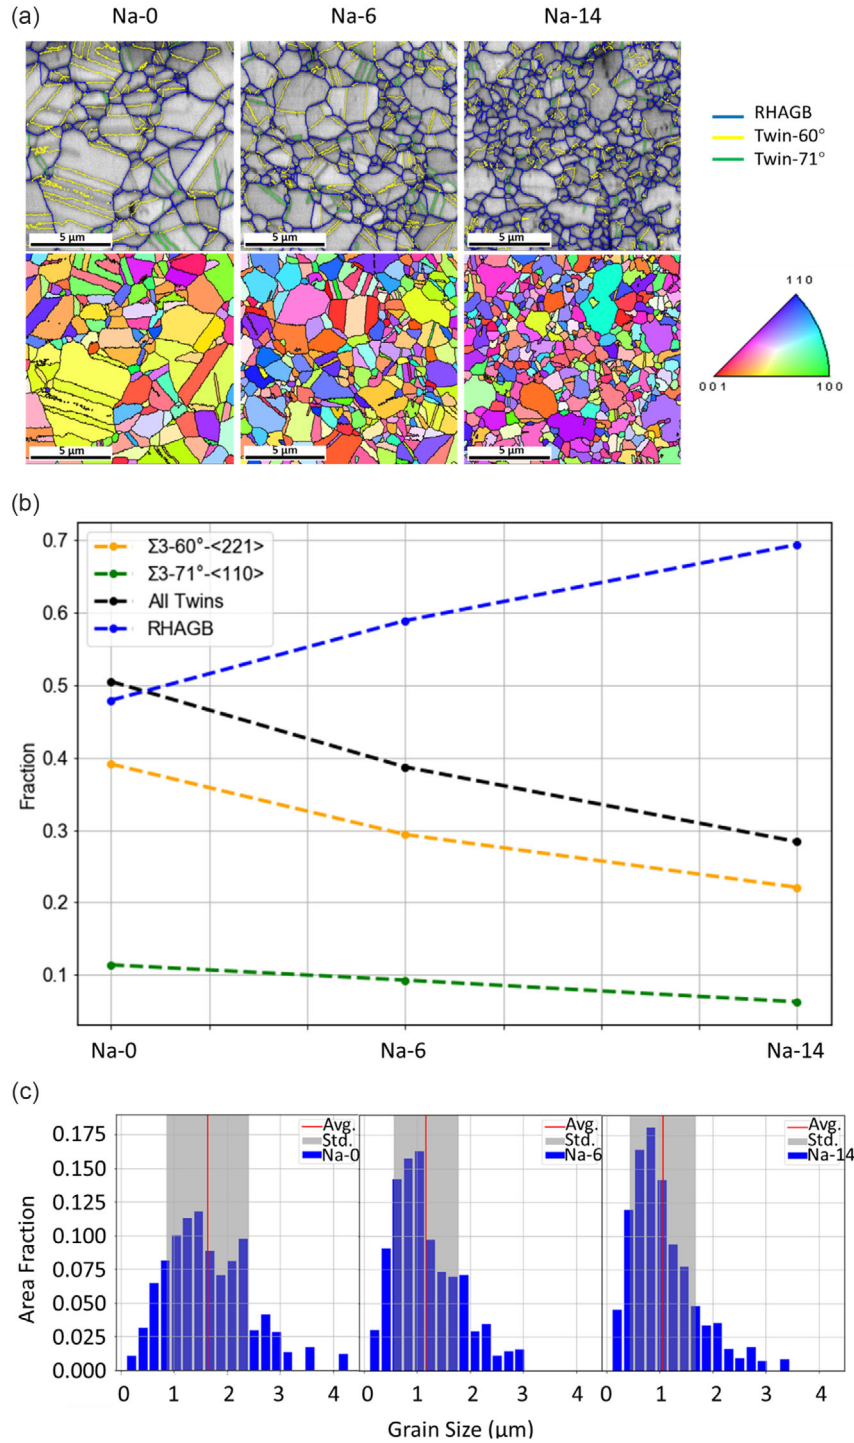 (a)
Na-0 Na-6 Na-14
RHAGB
Twin-60°
Twin-71°
5 µm 5 µm 5 µm
110
001 100
5 µm 5 µm 5 µm
(b)
Σ3-60°-<221>
Σ3-71°-<110>
All Twins
RHAGB
0.7
0.6
0.5
0.4
0.3
0.2
0.1
Fraction
Na-0 Na-6 Na-14
(c)
Avg. Avg. Avg.
Std. Std. Std.
Na-0 Na-6 Na-14
0.175
0.150
0.125
0.100
0.075
0.050
0.025
0.000
Area Fraction
0 1 2 3 4 0 1 2 3 4 0 1 2 3 4
Grain Size (µm)